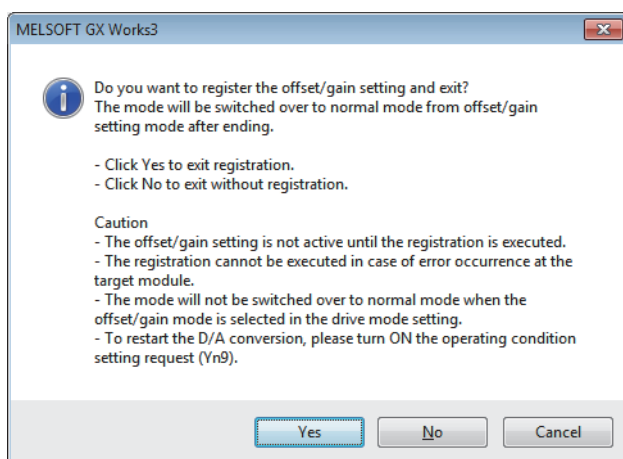 MELSOFT GX Works3
Do you want to register the offset/gain setting and exit?
The mode will be switched over to normal mode from offset/gain
setting mode after ending.
- Click Yes to exit registration.
- Click No to exit without registration.
Caution
- The offset/gain setting is not active until the registration is executed.
- The registration cannot be executed in case of error occurrence at the
target module.
- The mode will not be switched over to normal mode when the
offset/gain mode is selected in the drive mode setting.
- To restart the D/A conversion, please turn ON the operating condition
setting request (Yn9).
Yes No Cancel